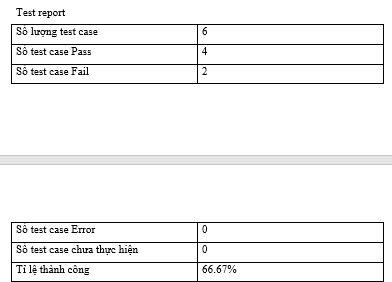 Test report
Số lượng test case 6
Số test case Pass 4
Số test case Fail 2
Số test case Error 0
Số test case chưa thực hiện 0
Tỉ lệ thành công 66.67%